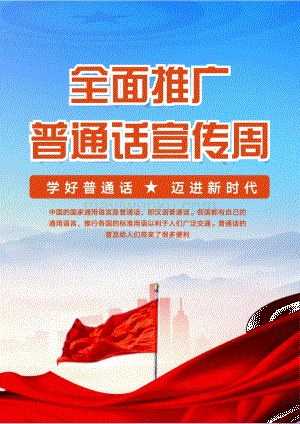 全面推广
普通话宣传周
学好普通话 ★ 迈进新时代
中国的国家通用语言是普通话，即汉语普通话。各国都有自己的
通用语言，推行各国的标准用语以利于人们广泛交通。普通话的
普及给人们带来了很多便利